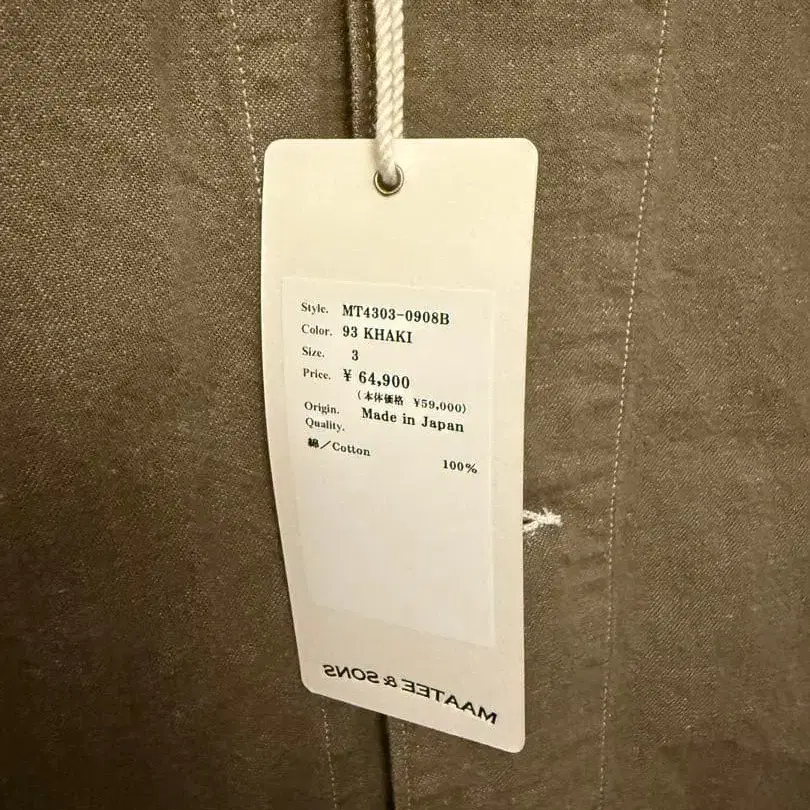 Style. MT4303-0908B
Color. 93 KHAKI
Size. 3
Price. ¥ 64,900
(本体価格 ¥59,000)
Origin. Made in Japan
Quality.
綿/Cotton 100%
MAATEE & SONS